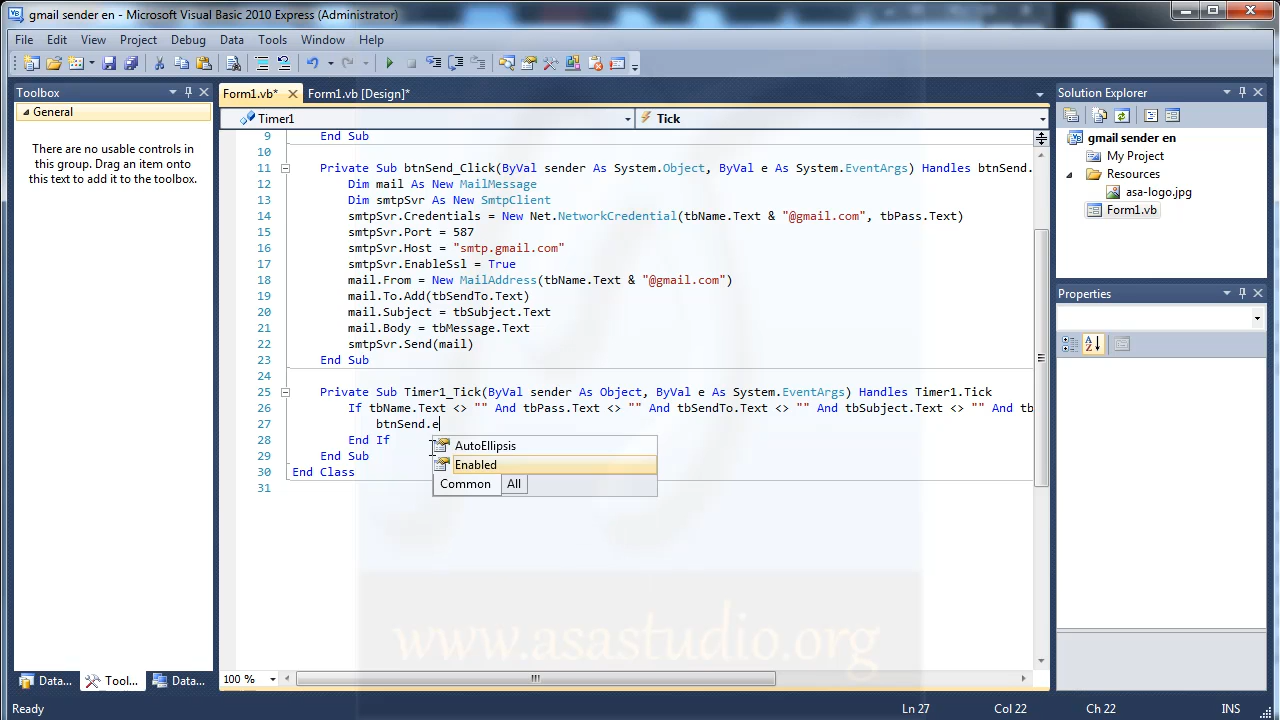 gmail sender en - Microsoft Visual Basic 2010 Express (Administrator)
File Edit View Project Debug Data Tools Window Help
Toolbox
General
There are no usable controls in
this group. Drag an item onto
this text to add it to the toolbox.
Data... Tool... Data...
Form1.vb* Form1.vb [Design]*
Timer1 Tick
9 End Sub
10
11 Private Sub btnSend_Click(ByVal sender As System.Object, ByVal e As System.EventArgs) Handles btnSend.
12 Dim mail As New MailMessage
13 Dim smtpSvr As New SmtpClient
14 smtpSvr.Credentials = New Net.NetworkCredential(tbName.Text & "@gmail.com", tbPass.Text)
15 smtpSvr.Port = 587
16 smtpSvr.Host = "smtp.gmail.com"
17 smtpSvr.EnableSsl = True
18 mail.From = New MailAddress(tbName.Text & "@gmail.com")
19 mail.To.Add(tbSendTo.Text)
20 mail.Subject = tbSubject.Text
21 mail.Body = tbMessage.Text
22 smtpSvr.Send(mail)
23 End Sub
24
25 Private Sub Timer1_Tick(ByVal sender As Object, ByVal e As System.EventArgs) Handles Timer1.Tick
26 If tbName.Text <> "" And tbPass.Text <> "" And tbSendTo.Text <> "" And tbSubject.Text <> "" And tb
27 btnSend.e
28 End If
29 End Sub
30 End Class
31
AutoEllipsis
Enabled
Common All
www.asastudio.org
100 %
Solution Explorer
gmail sender en
My Project
Resources
asa-logo.jpg
Form1.vb
Properties
Ready Ln 27 Col 22 Ch 22 INS